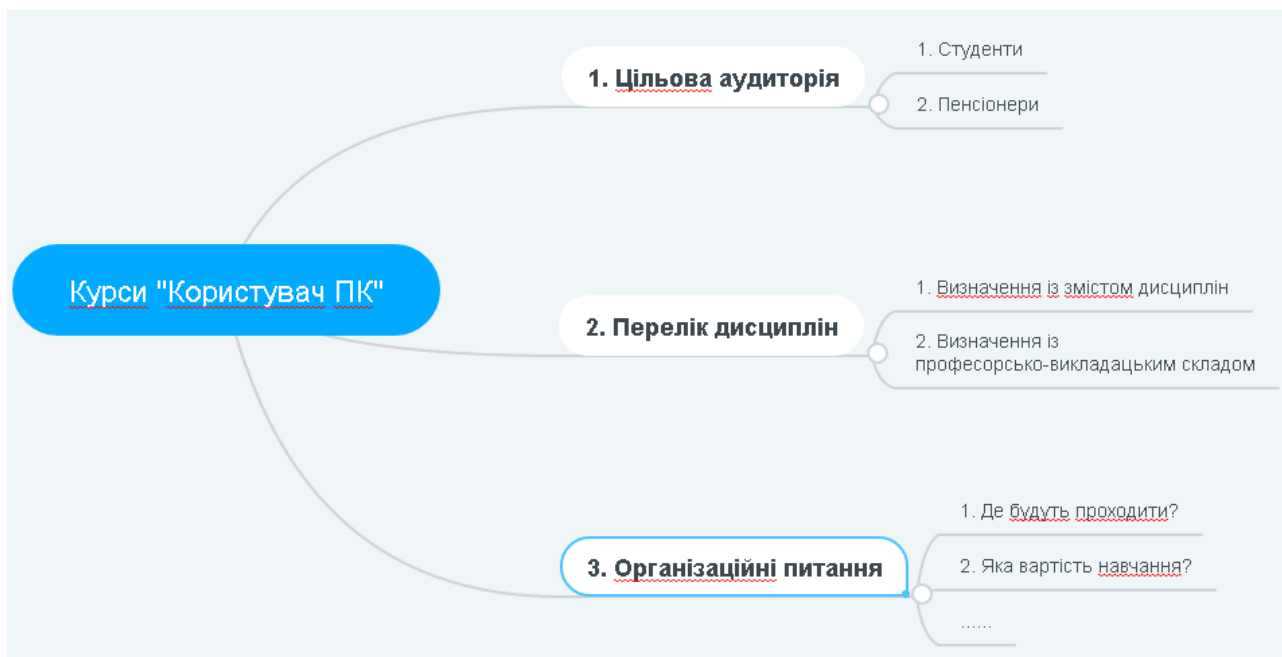 Курси "Користувач ПК"
1. Цільова аудиторія
1. Студенти
2. Пенсіонери
2. Перелік дисциплін
1. Визначення із змістом дисциплін
2. Визначення із
професорсько-викладацьким складом
3. Організаційні питання
1. Де будуть проходити?
2. Яка вартість навчання?
......